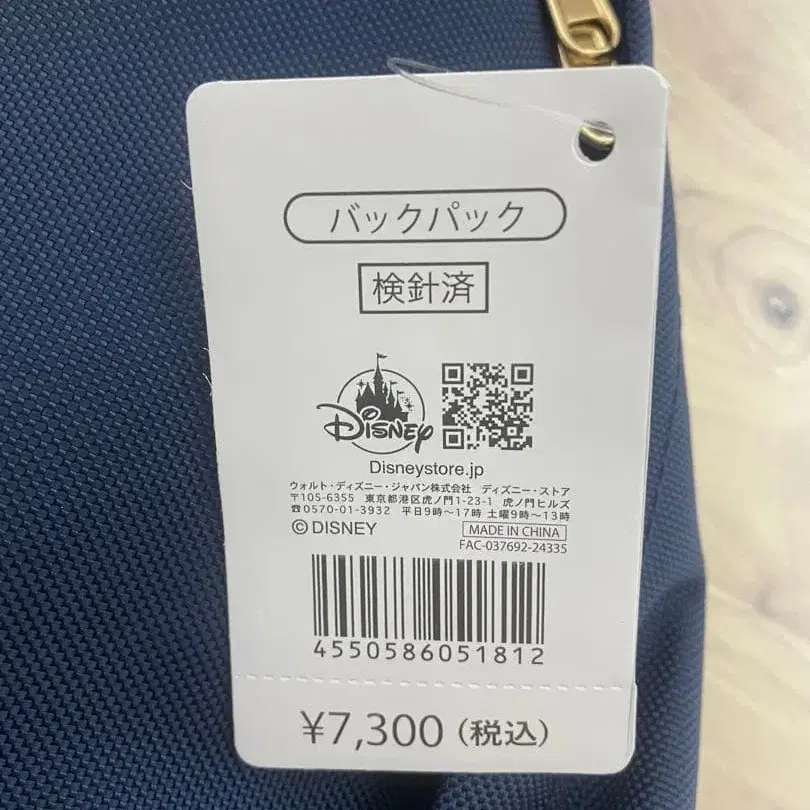 バックパック
検針済
Disney
Disneystore.jp
ウォルト・ディズニー・ジャパン株式会社 ディズニー・ストア
〒105-6355 東京都港区虎ノ門1-23-1 虎ノ門ヒルズ
☎0570-01-3932 平日9時〜17時 土曜9時〜13時
©DISNEY
MADE IN CHINA
FAC-037692-24335
4550586051812
¥7,300 (税込)